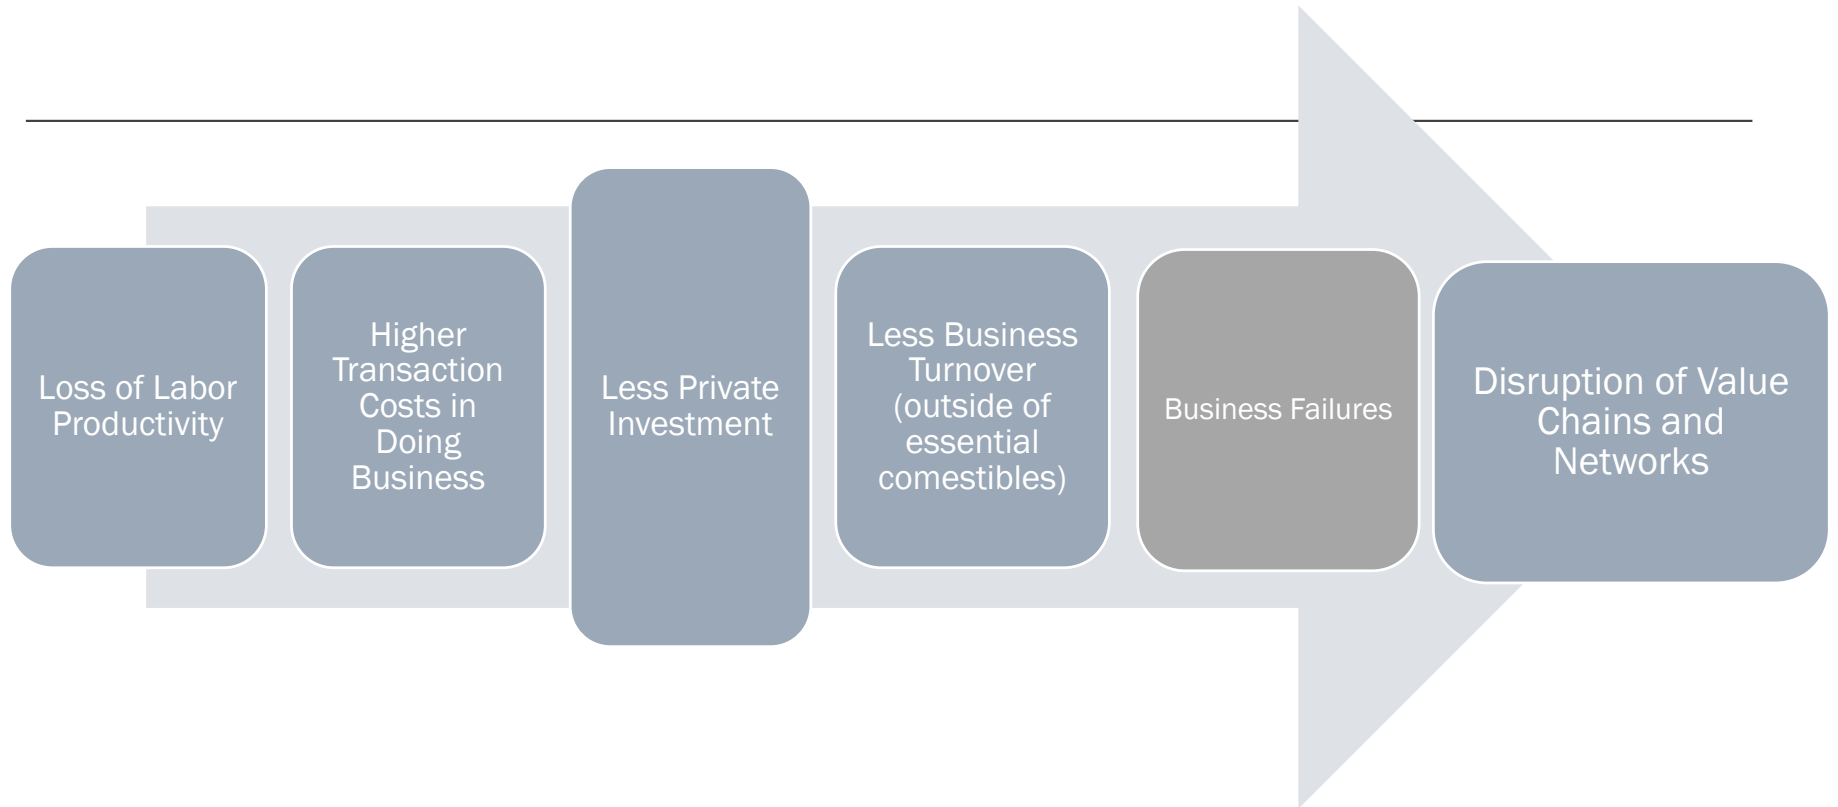 Loss of Labor
Productivity
Higher
Transaction
Costs in
Doing
Business
Less Private
Investment
Less Business
Turnover
(outside of
essential
comestibles)
Business Failures
Disruption of Value
Chains and
Networks